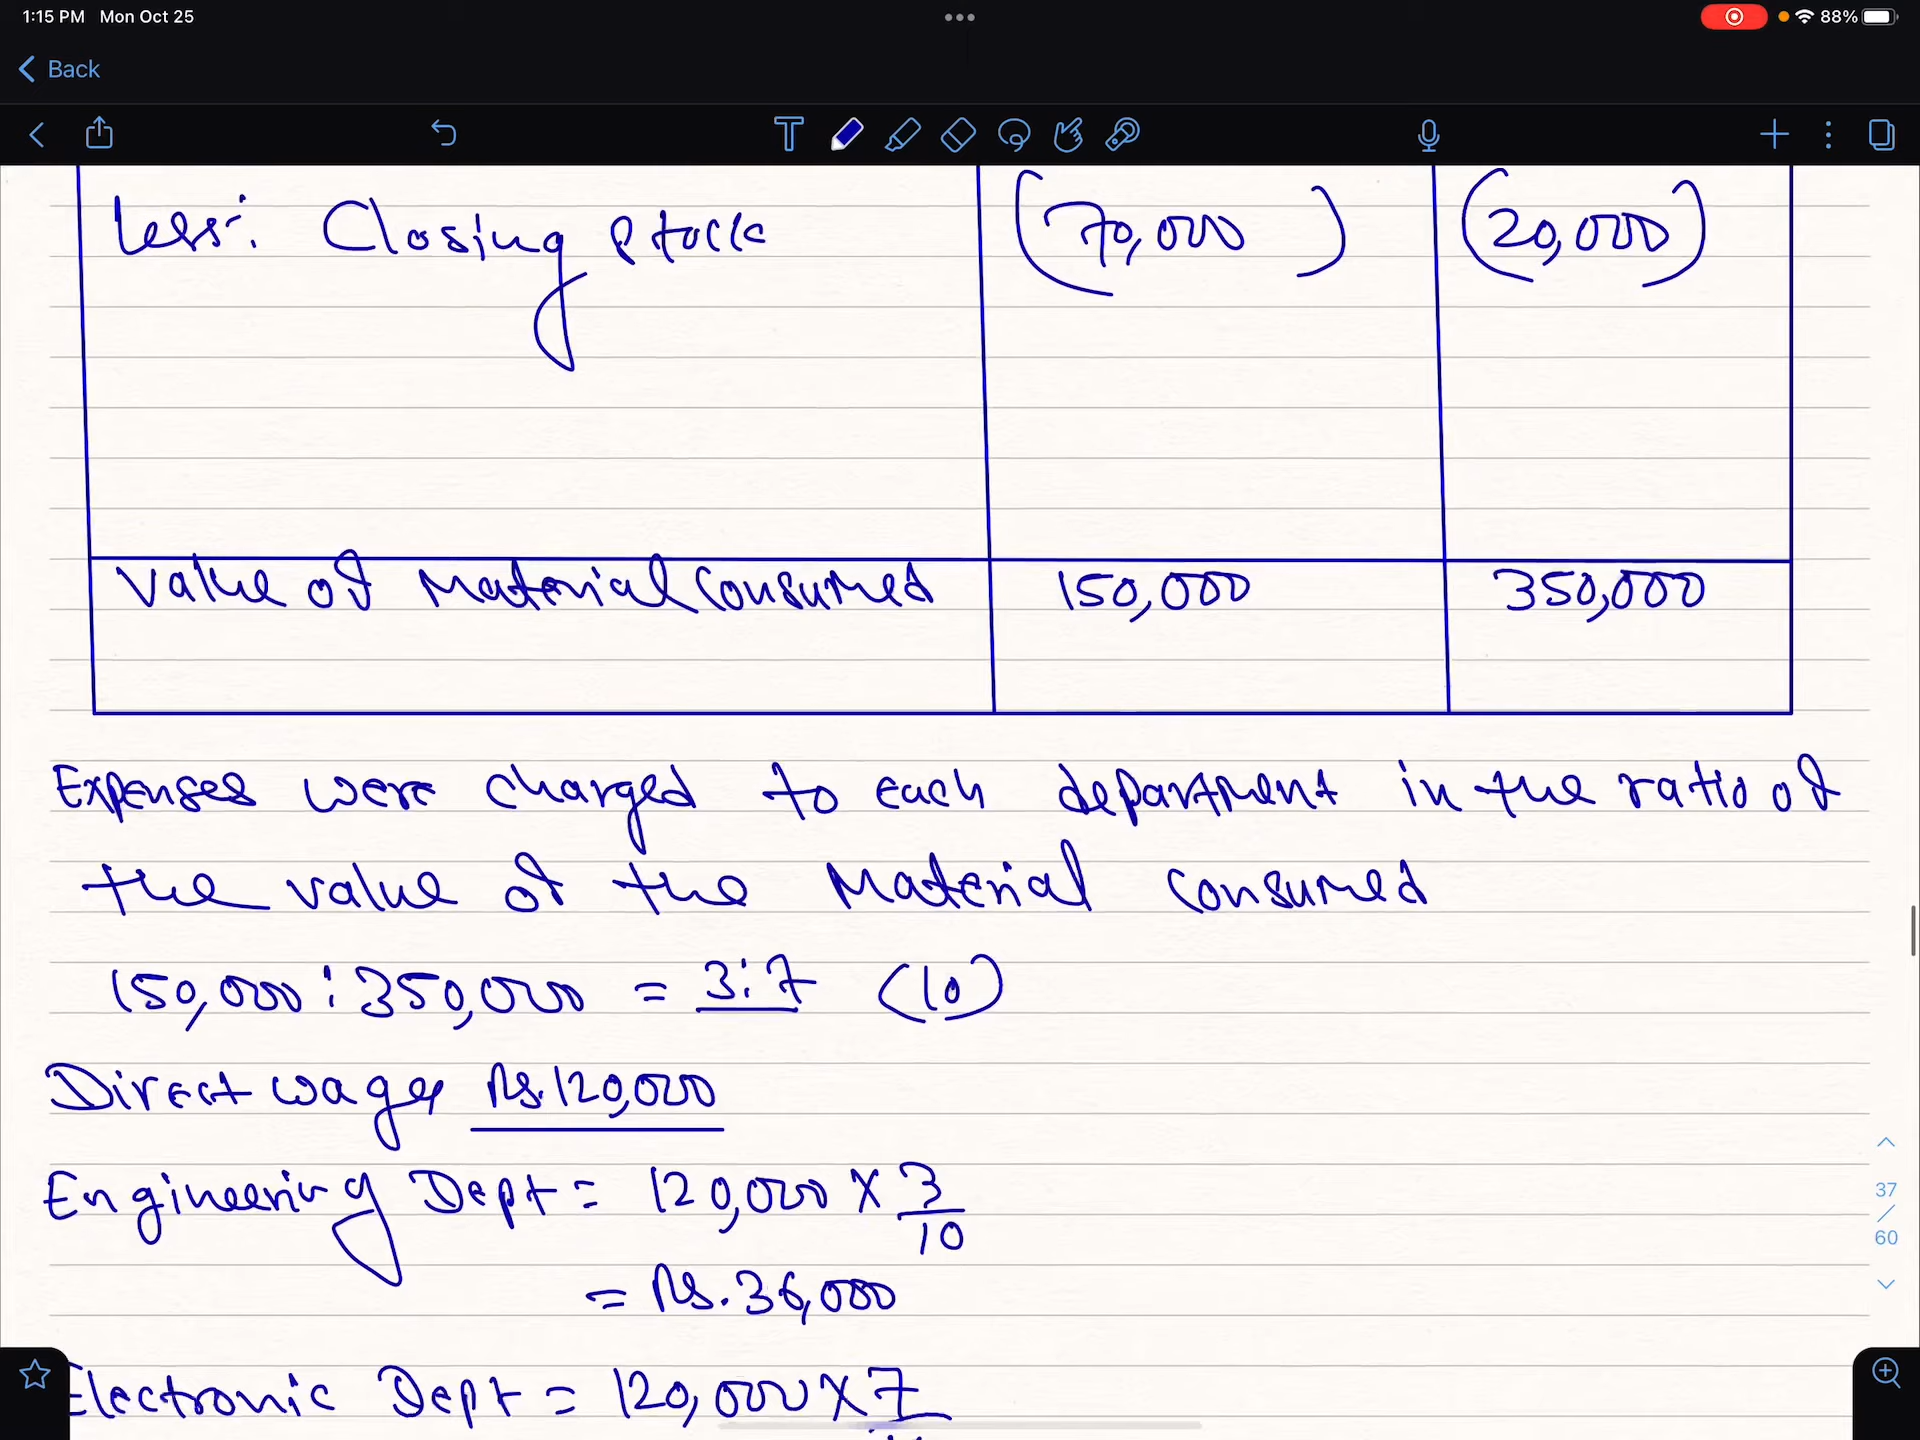 1:15 PM Mon Oct 25
88%
Back
Less: Closing stock (70,000) (20,000)
Value of Material Consumed 150,000 350,000
Expenses were charged to each department in the ratio of
the value of the Material consumed
150,000 : 350,000 = 3:7 (10)
Direct wages Rs.120,000
Engineering Dept = 120,000 X 3/10
= Rs. 36,000
37
/
60
Electronic Dept = 120,000 X 7